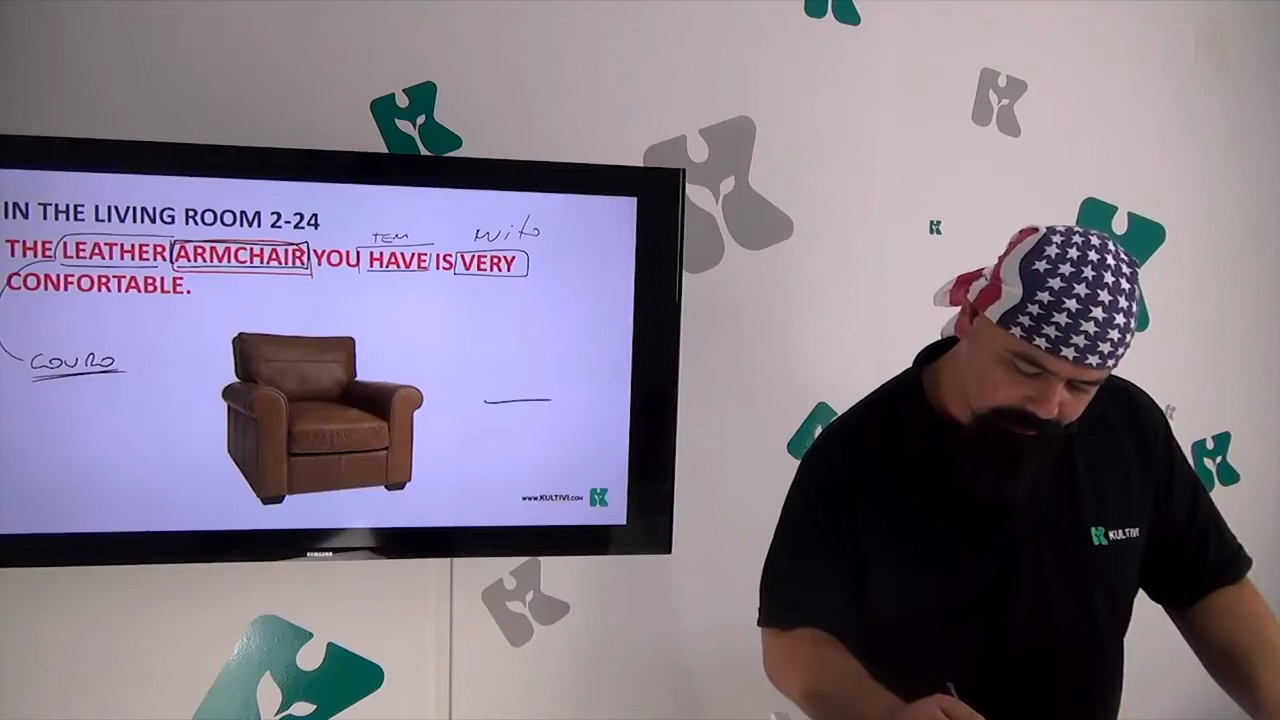 IN THE LIVING ROOM 2-24
TEM muito
THE LEATHER ARMCHAIR YOU HAVE IS VERY
CONFORTABLE.
COURO
WWW.KULTIVI.COM
SAMSUNG
KULTIVI